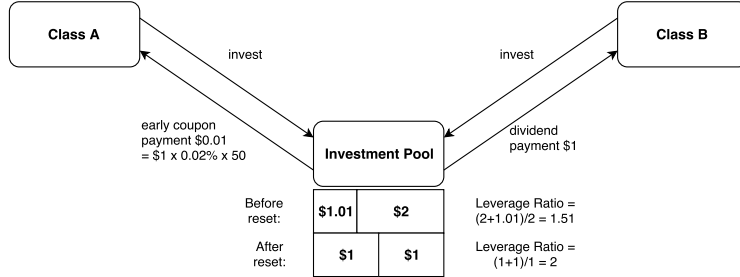 Class A
Class B
invest
invest
early coupon
payment $0.01
= $1 x 0.02% x 50
dividend
payment $1
Investment Pool
Before
reset:
$1.01
$2
Leverage Ratio =
(2+1.01)/2 = 1.51
After
reset:
$1
$1
Leverage Ratio =
(1+1)/1 = 2